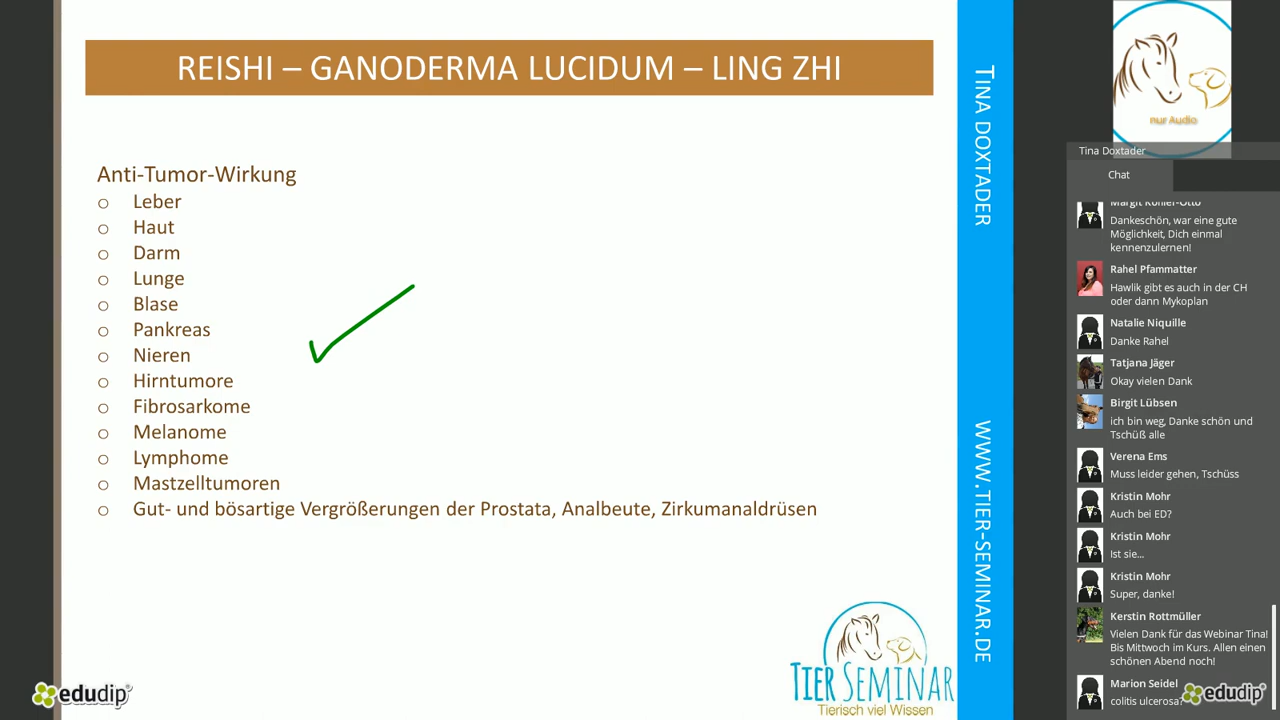 REISHI – GANODERMA LUCIDUM – LING ZHI
Anti-Tumor-Wirkung
o Leber
o Haut
o Darm
o Lunge
o Blase
o Pankreas
o Nieren
o Hirntumore
o Fibrosarkome
o Melanome
o Lymphome
o Mastzelltumoren
o Gut- und bösartige Vergrößerungen der Prostata, Analbeute, Zirkumanaldrüsen
TIER SEMINAR
Tierisch viel Wissen
edudip
TINA DOXTADER
WWW.TIER-SEMINAR.DE
nur Audio
Tina Doxtader
Chat
Margit Kohler-Otto
Dankeschön, war eine gute
Möglichkeit, Dich einmal
kennenzulernen!
Rahel Pfammatter
Hawlik gibt es auch in der CH
oder dann Mykoplan
Natalie Niquille
Danke Rahel
Tatjana Jäger
Okay vielen Dank
Birgit Lübsen
ich bin weg, Danke schön und
Tschüß alle
Verena Ems
Muss leider gehen, Tschüss
Kristin Mohr
Auch bei ED?
Kristin Mohr
Ist sie...
Kristin Mohr
Super, danke!
Kerstin Rottmüller
Vielen Dank für das Webinar Tina!
Bis Mittwoch im Kurs. Allen einen
schönen Abend noch!
Marion Seidel
colitis ulcerosa?
edudip